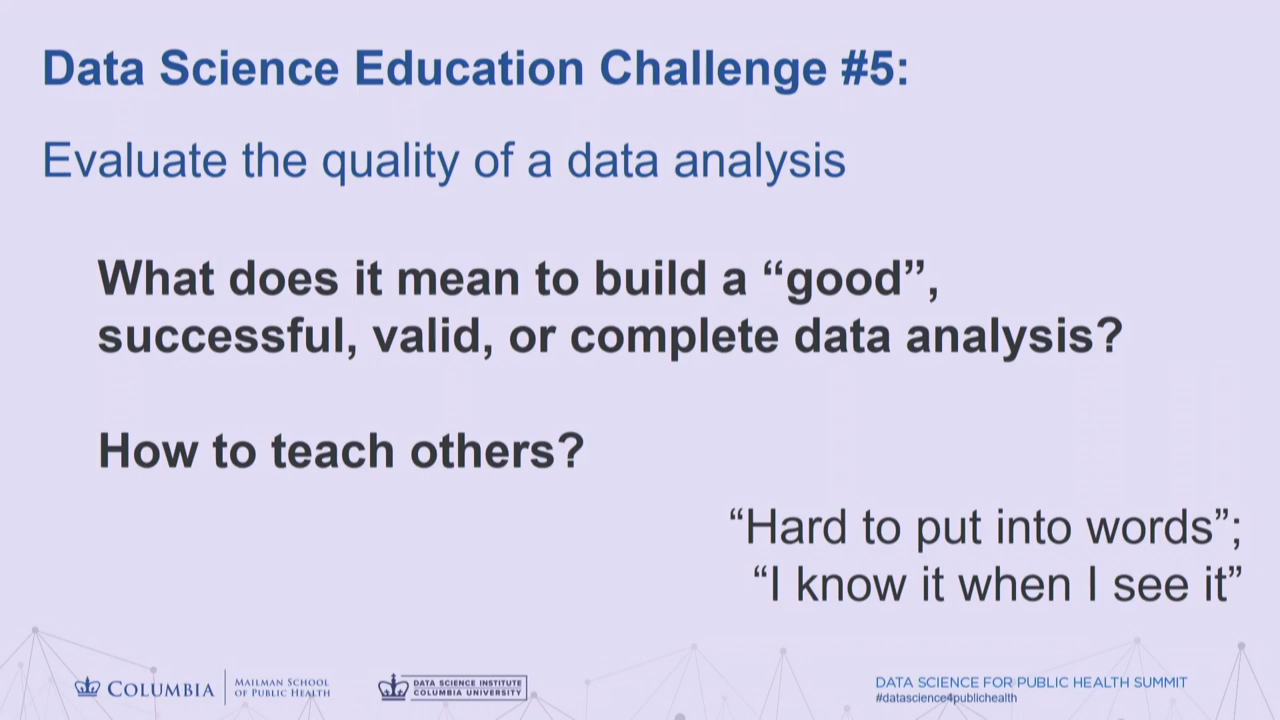 Data Science Education Challenge #5:
Evaluate the quality of a data analysis
What does it mean to build a “good”,
successful, valid, or complete data analysis?
How to teach others?
“Hard to put into words”;
“I know it when I see it”
COLUMBIA
MAILMAN SCHOOL
OF PUBLIC HEALTH
DATA SCIENCE INSTITUTE
COLUMBIA UNIVERSITY
DATA SCIENCE FOR PUBLIC HEALTH SUMMIT
#datascience4publichealth